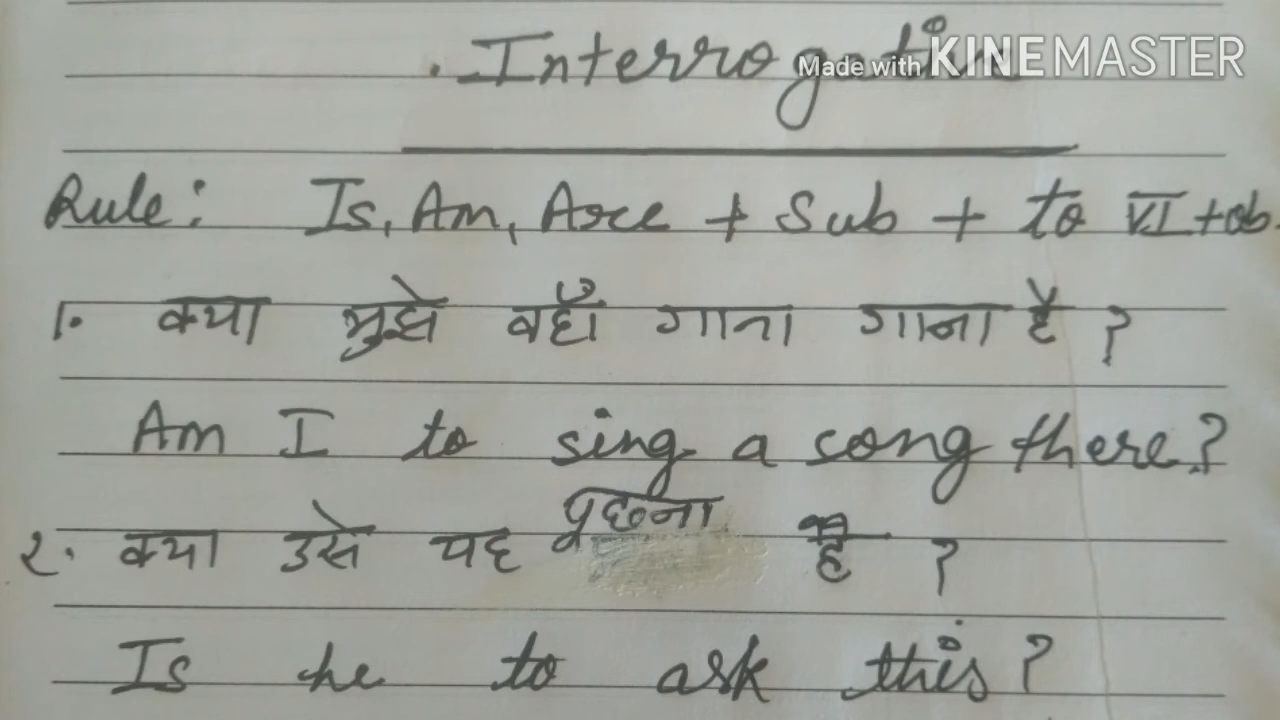 Interrogative
Made with KINEMASTER
Rule: Is, Am, Are + Sub + to VI + ob.
1. क्या मुझे वहाँ गाना गाना है ?
Am I to sing a song there?
२. क्या उसे यह पूछना है ?
Is he to ask this?